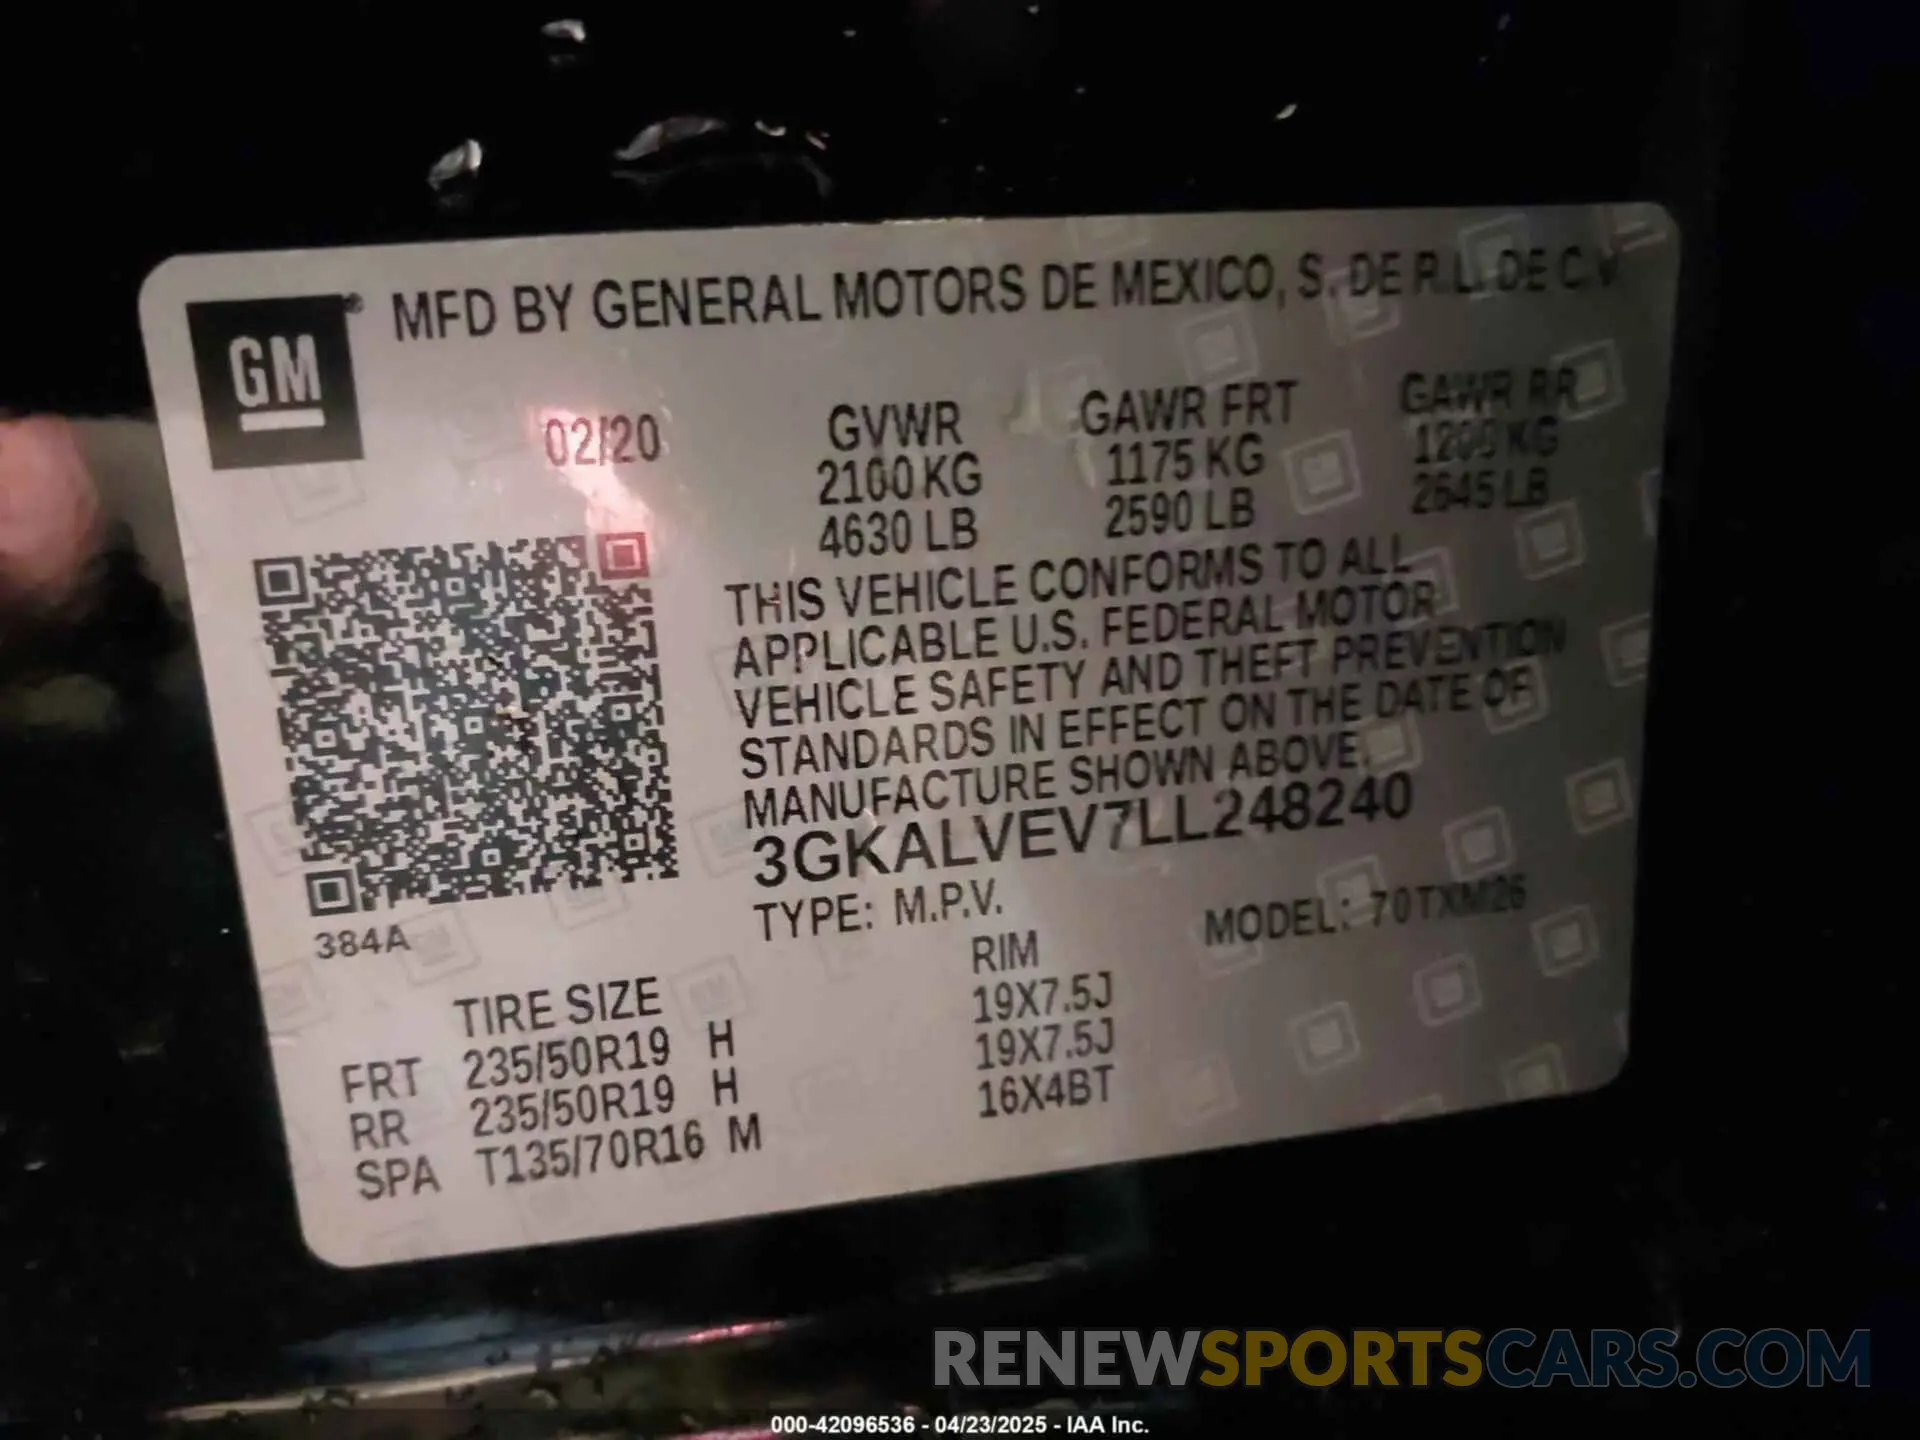 GM ® MFD BY GENERAL MOTORS DE MEXICO, S. DE R.L. DE C.V
02/20
GVWR GAWR FRT GAWR RR
2100 KG 1175 KG 1200 KG
4630 LB 2590 LB 2645 LB
THIS VEHICLE CONFORMS TO ALL
APPLICABLE U.S. FEDERAL MOTOR
VEHICLE SAFETY AND THEFT PREVENTION
STANDARDS IN EFFECT ON THE DATE OF
MANUFACTURE SHOWN ABOVE.
3GKALVEV7LL248240
TYPE: M.P.V. MODEL: 70TXM26
384A
TIRE SIZE RIM
FRT 235/50R19 H 19X7.5J
RR 235/50R19 H 19X7.5J
SPA T135/70R16 M 16X4BT
RENEWSPORTSCARS.COM
000-42096536 - 04/23/2025 - IAA Inc.